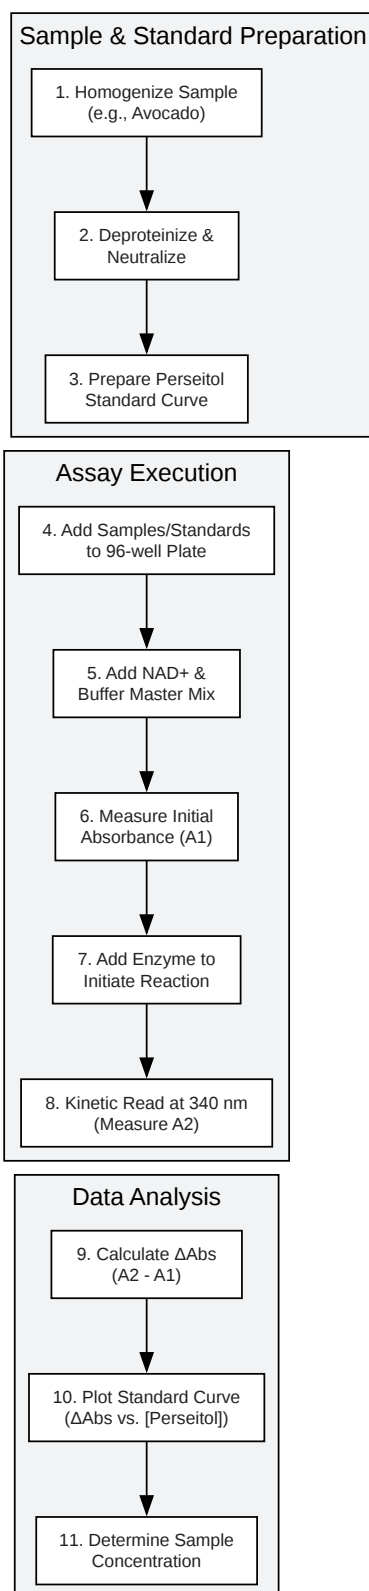 Sample & Standard Preparation
1. Homogenize Sample
(e.g., Avocado)
2. Deproteinize &
Neutralize
3. Prepare Perseitol
Standard Curve
Assay Execution
4. Add Samples/Standards
to 96-well Plate
5. Add NAD+ &
Buffer Master Mix
6. Measure Initial
Absorbance (A1)
7. Add Enzyme to
Initiate Reaction
8. Kinetic Read at 340 nm
(Measure A2)
Data Analysis
9. Calculate ΔAbs
(A2 - A1)
10. Plot Standard Curve
(ΔAbs vs. [Perseitol])
11. Determine Sample
Concentration